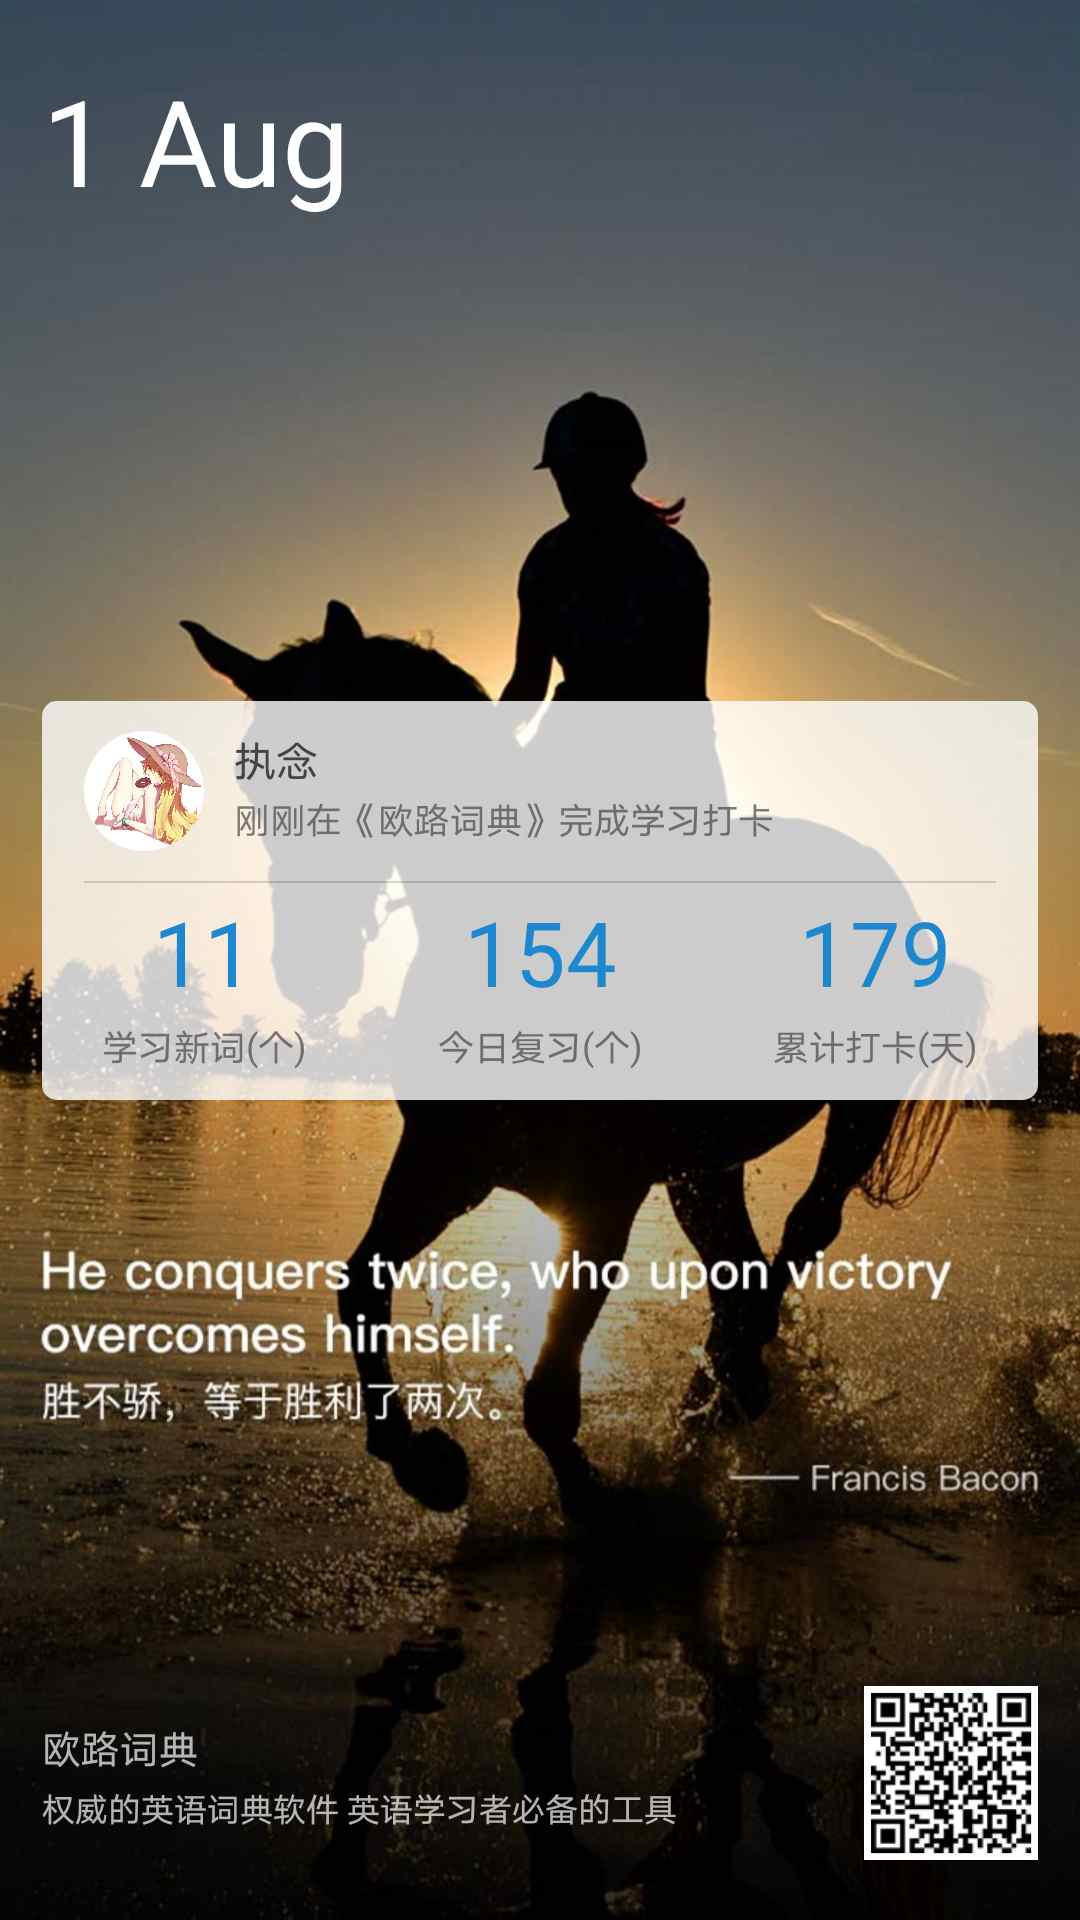 1 Aug
执念
刚刚在《欧路词典》完成学习打卡
11 154 179
学习新词(个) 今日复习(个) 累计打卡(天)
He conquers twice, who upon victory
overcomes himself.
胜不骄，等于胜利了两次。
—— Francis Bacon
欧路词典
权威的英语词典软件 英语学习者必备的工具